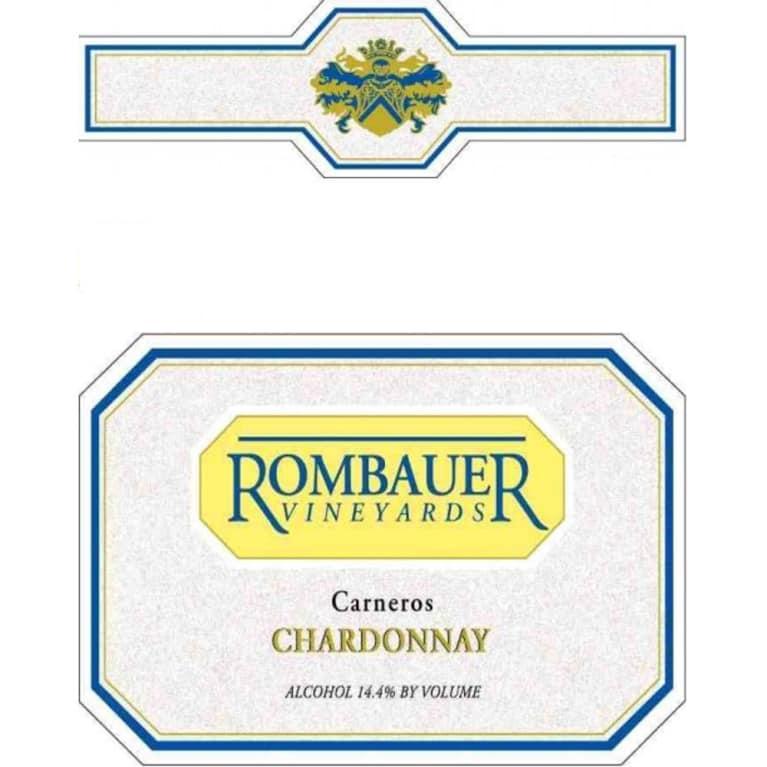 ROMBAUER
VINEYARDS
Carneros
CHARDONNAY
ALCOHOL 14.4% BY VOLUME